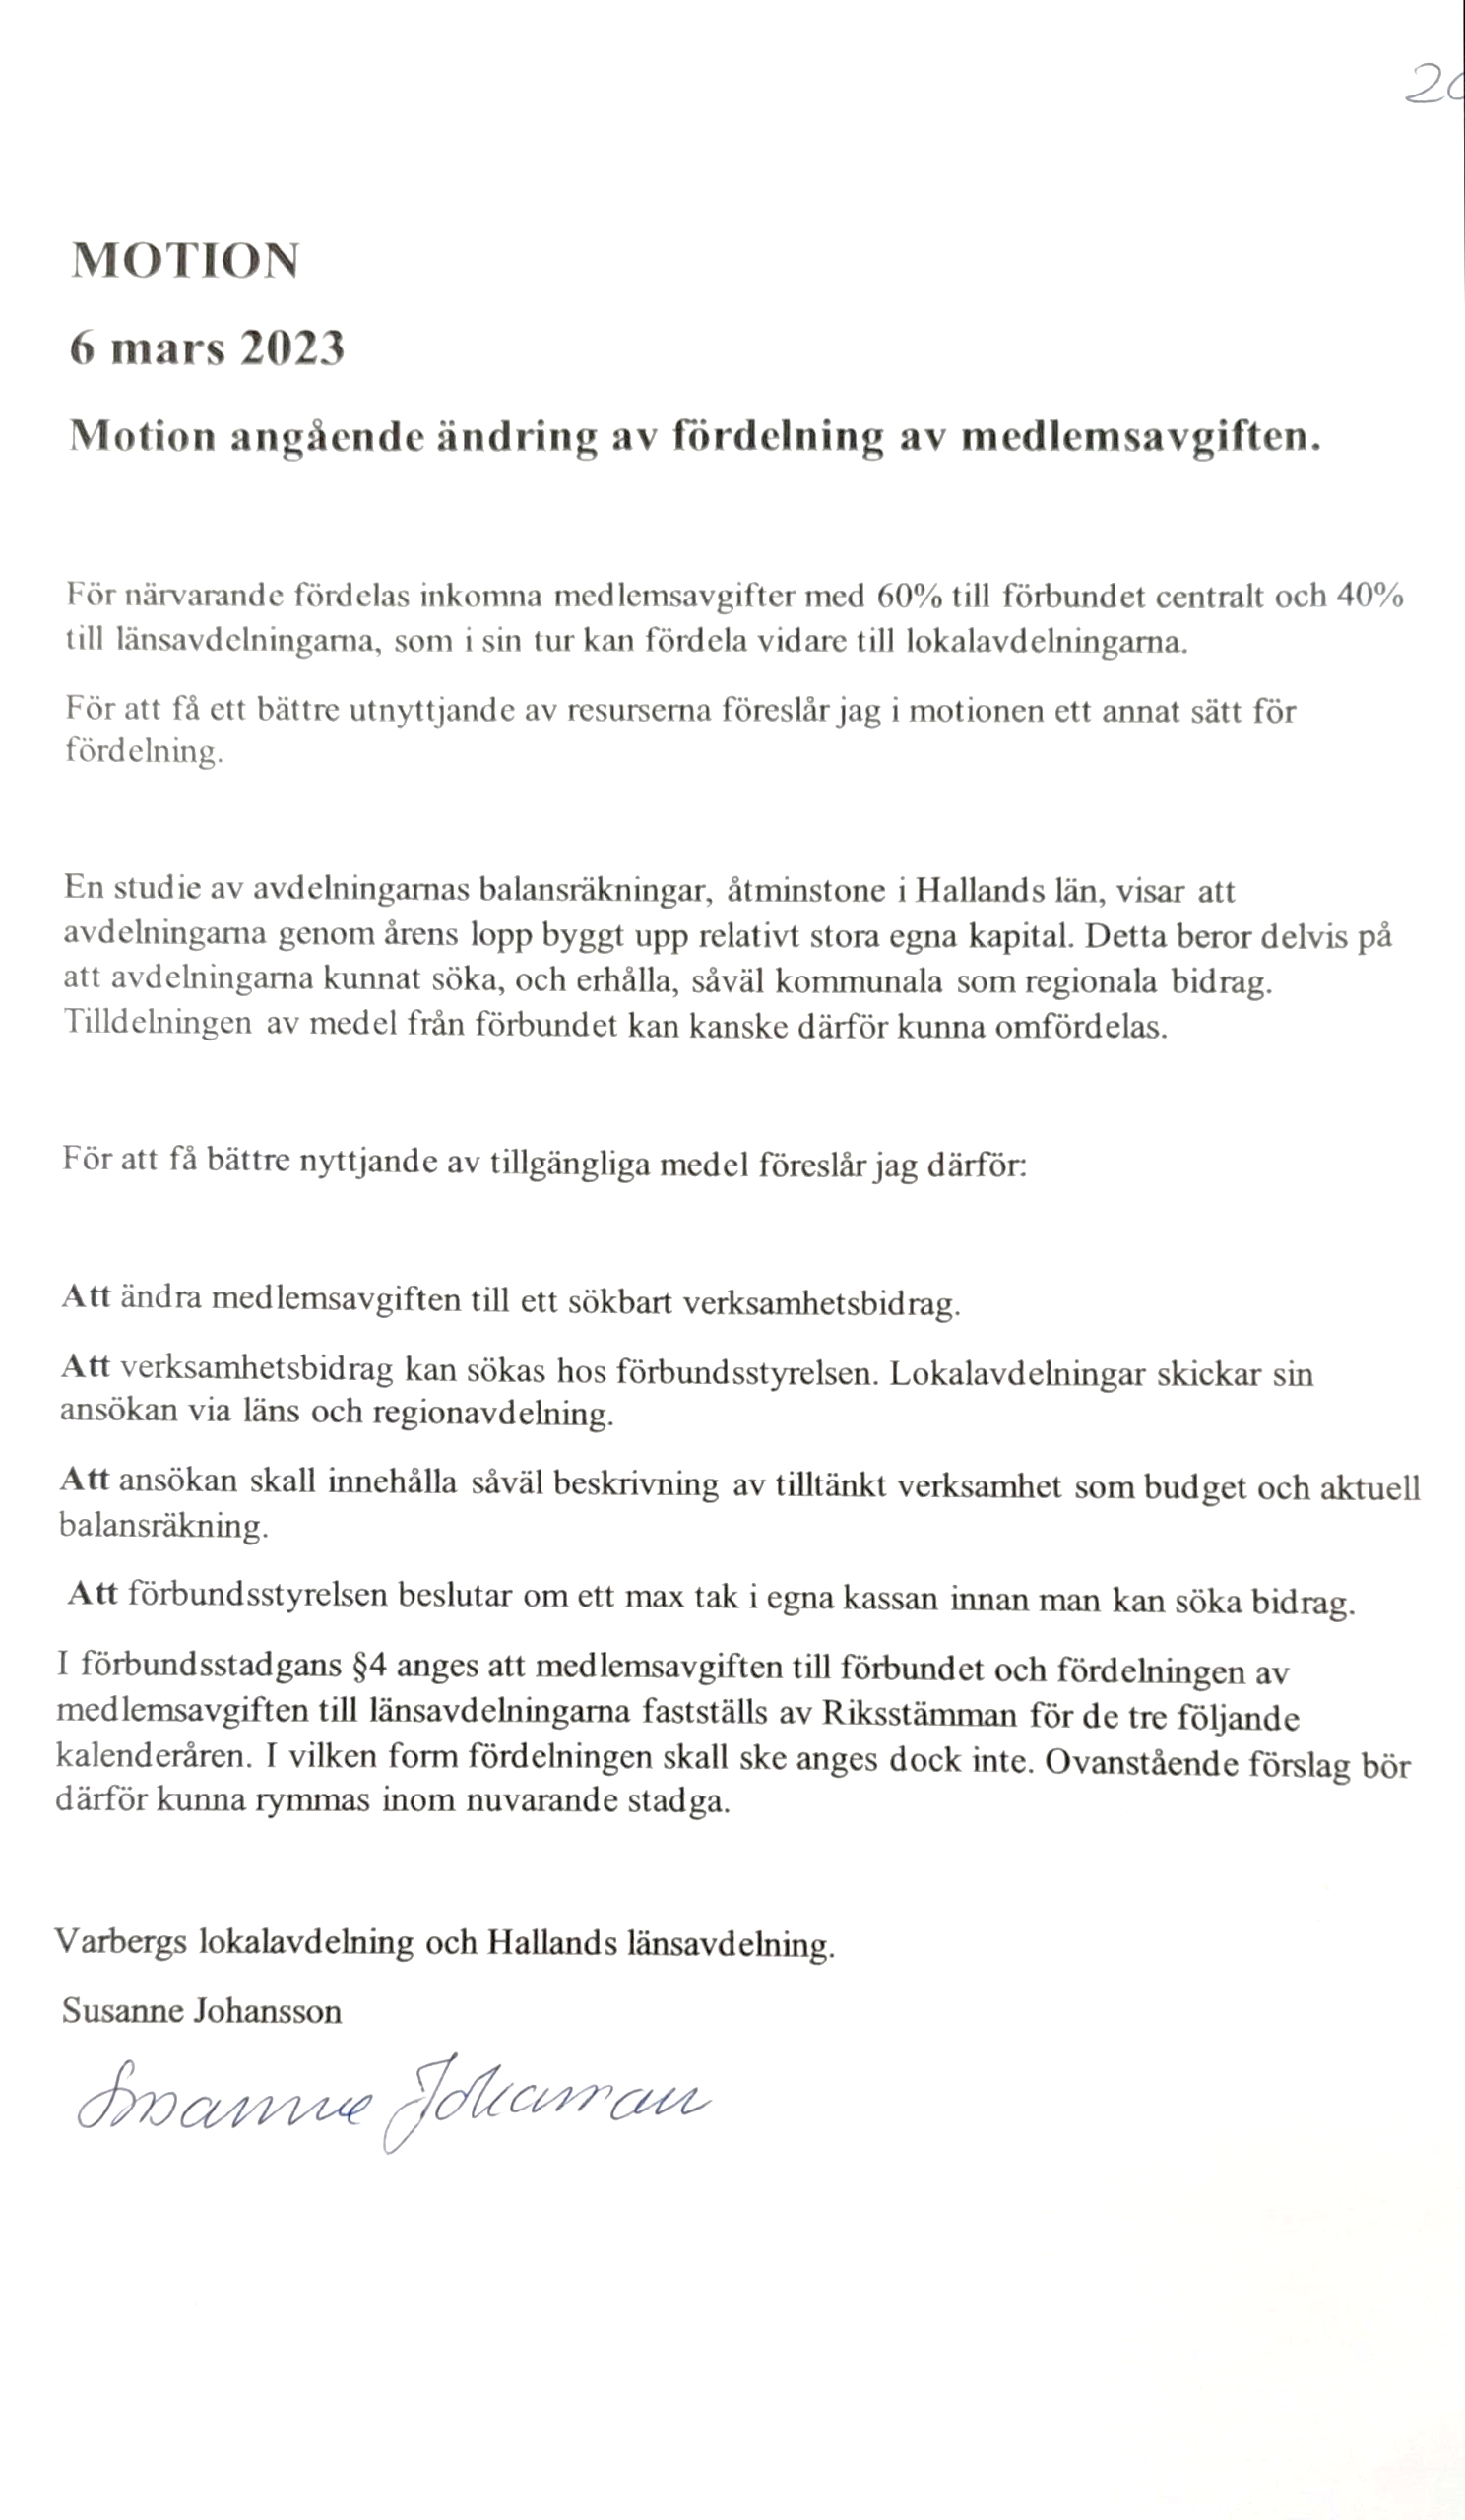 20
MOTION
6 mars 2023
Motion angående ändring av fördelning av medlemsavgiften.
För närvarande fördelas inkomna medlemsavgifter med 60% till förbundet centralt och 40%
till länsavdelningarna, som i sin tur kan fördela vidare till lokalavdelningarna.
För att få ett bättre utnyttjande av resurserna föreslår jag i motionen ett annat sätt för
fördelning.
En studie av avdelningarnas balansräkningar, åtminstone i Hallands län, visar att
avdelningarna genom årens lopp byggt upp relativt stora egna kapital. Detta beror delvis på
att avdelningarna kunnat söka, och erhålla, såväl kommunala som regionala bidrag.
Tilldelningen av medel från förbundet kan kanske därför kunna omfördelas.
För att få bättre nyttjande av tillgängliga medel föreslår jag därför:
Att ändra medlemsavgiften till ett sökbart verksamhetsbidrag.
Att verksamhetsbidrag kan sökas hos förbundsstyrelsen. Lokalavdelningar skickar sin
ansökan via läns och regionavdelning.
Att ansökan skall innehålla såväl beskrivning av tilltänkt verksamhet som budget och aktuell
balansräkning.
Att förbundsstyrelsen beslutar om ett max tak i egna kassan innan man kan söka bidrag.
I förbundsstadgans §4 anges att medlemsavgiften till förbundet och fördelningen av
medlemsavgiften till länsavdelningarna fastställs av Riksstämman för de tre följande
kalenderåren. I vilken form fördelningen skall ske anges dock inte. Ovanstående förslag bör
därför kunna rymmas inom nuvarande stadga.
Varbergs lokalavdelning och Hallands länsavdelning.
Susanne Johansson
Susanne Johansson